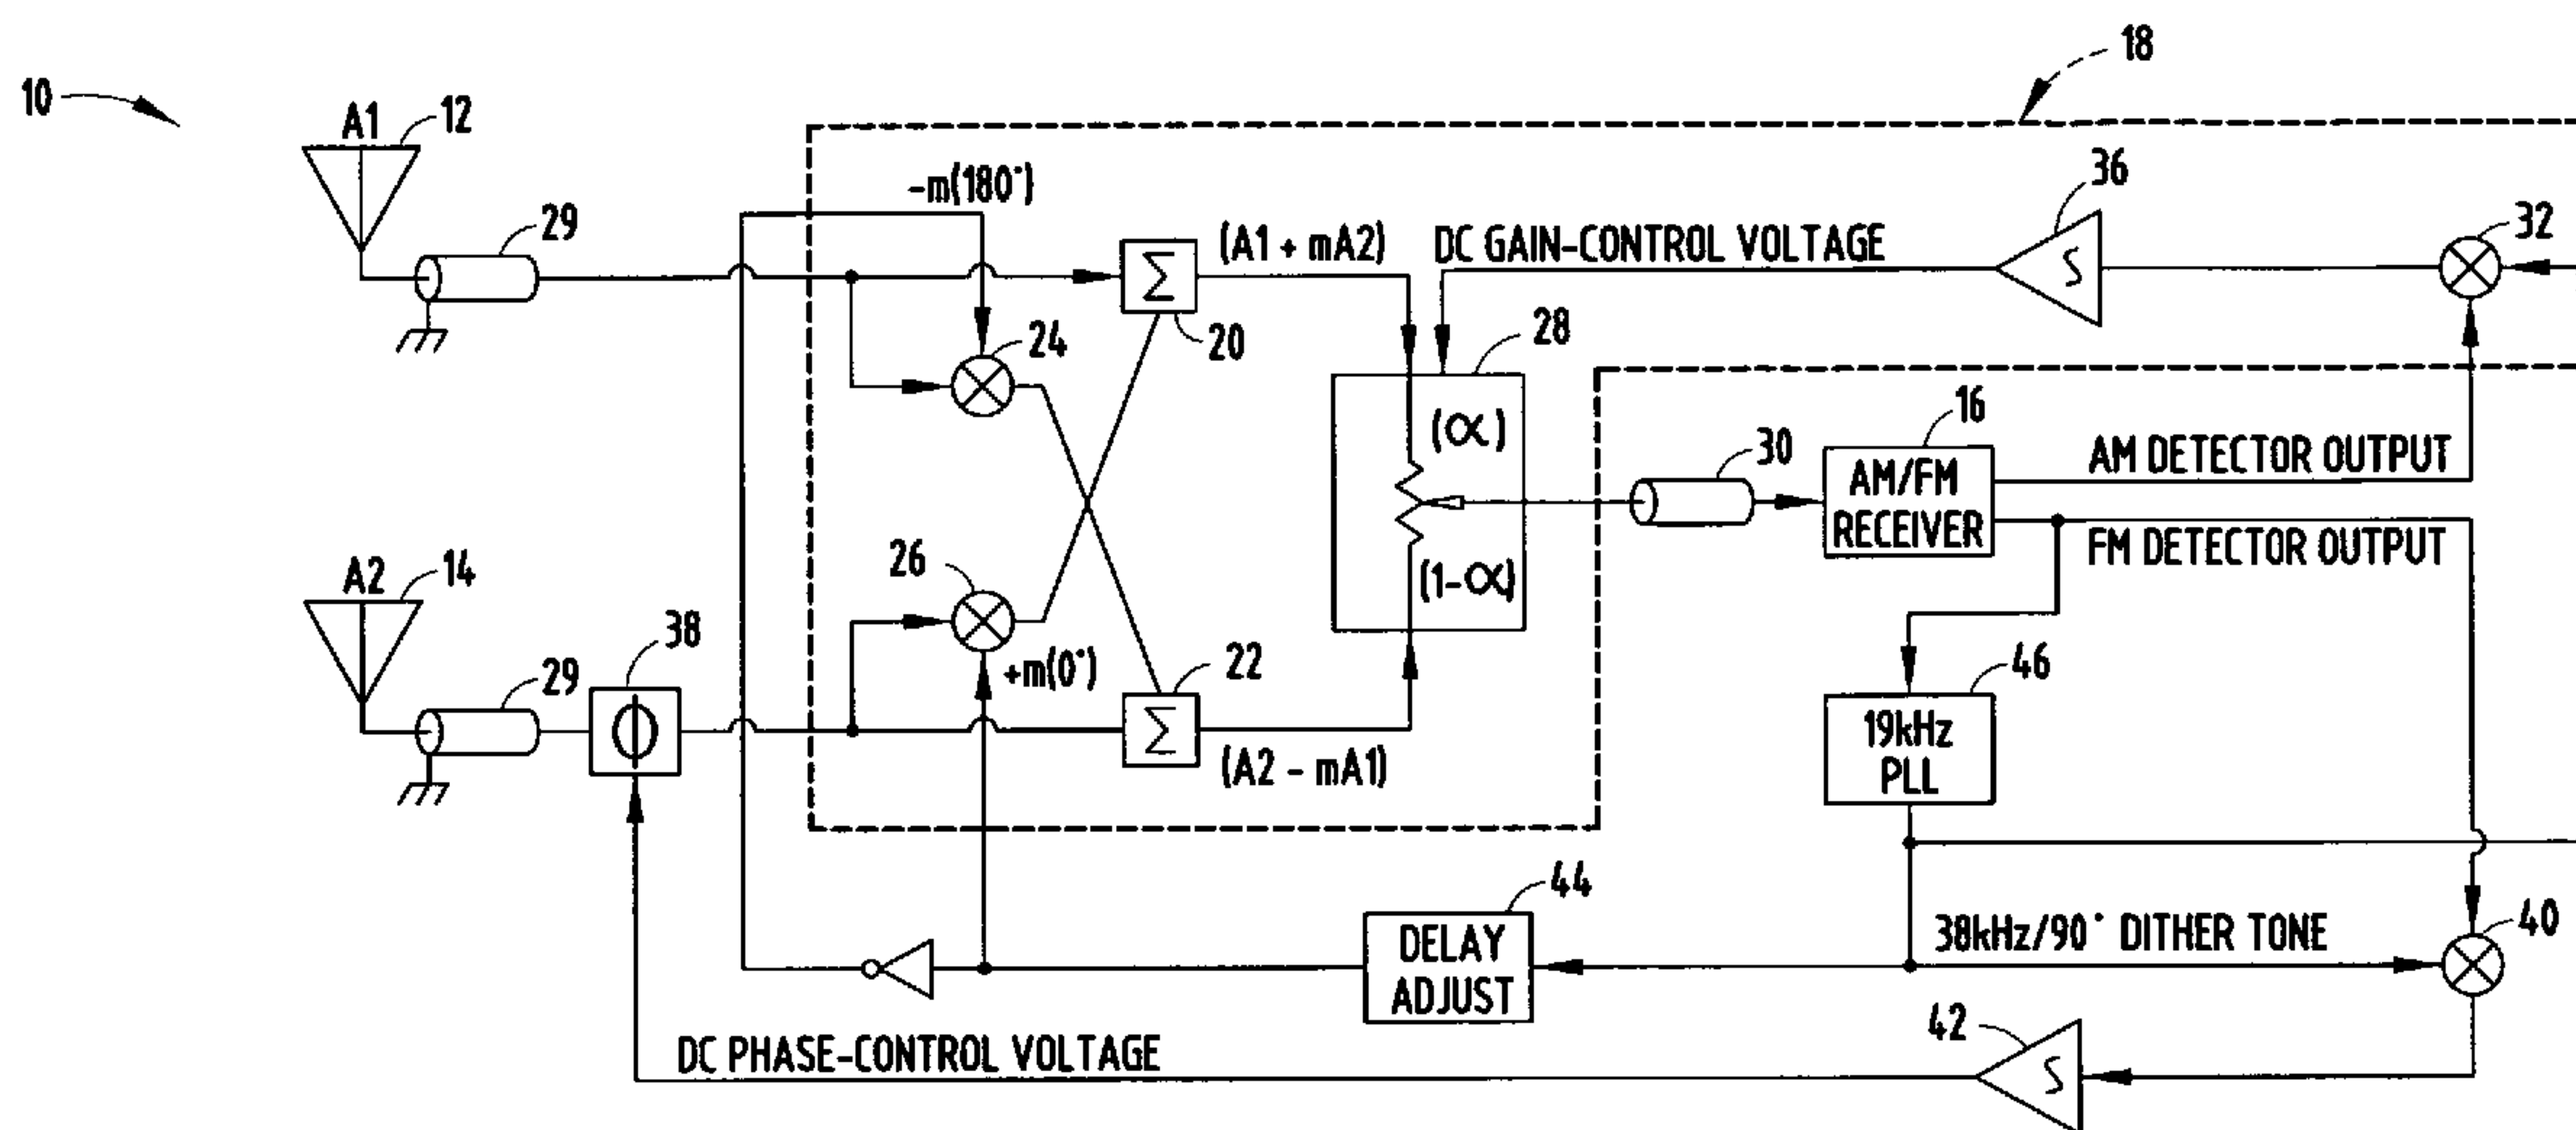 10
A1
12
29
18
-m(180°)
24
Σ
20
(A1 + mA2)
DC GAIN-CONTROL VOLTAGE
36
∫
32
28
(∝)
(1-∝)
30
16
AM/FM
RECEIVER
AM DETECTOR OUTPUT
FM DETECTOR OUTPUT
A2
14
29
38
Φ
26
+m(0°)
22
Σ
(A2 - mA1)
46
19kHz
PLL
44
DELAY
ADJUST
38kHz/90° DITHER TONE
40
42
∫
DC PHASE-CONTROL VOLTAGE